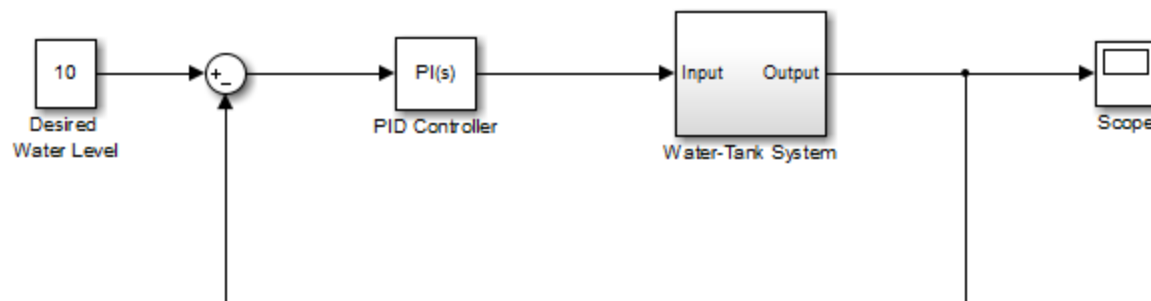 10
Desired
Water Level
+
−
PI(s)
PID Controller
Input
Output
Water-Tank System
Scope